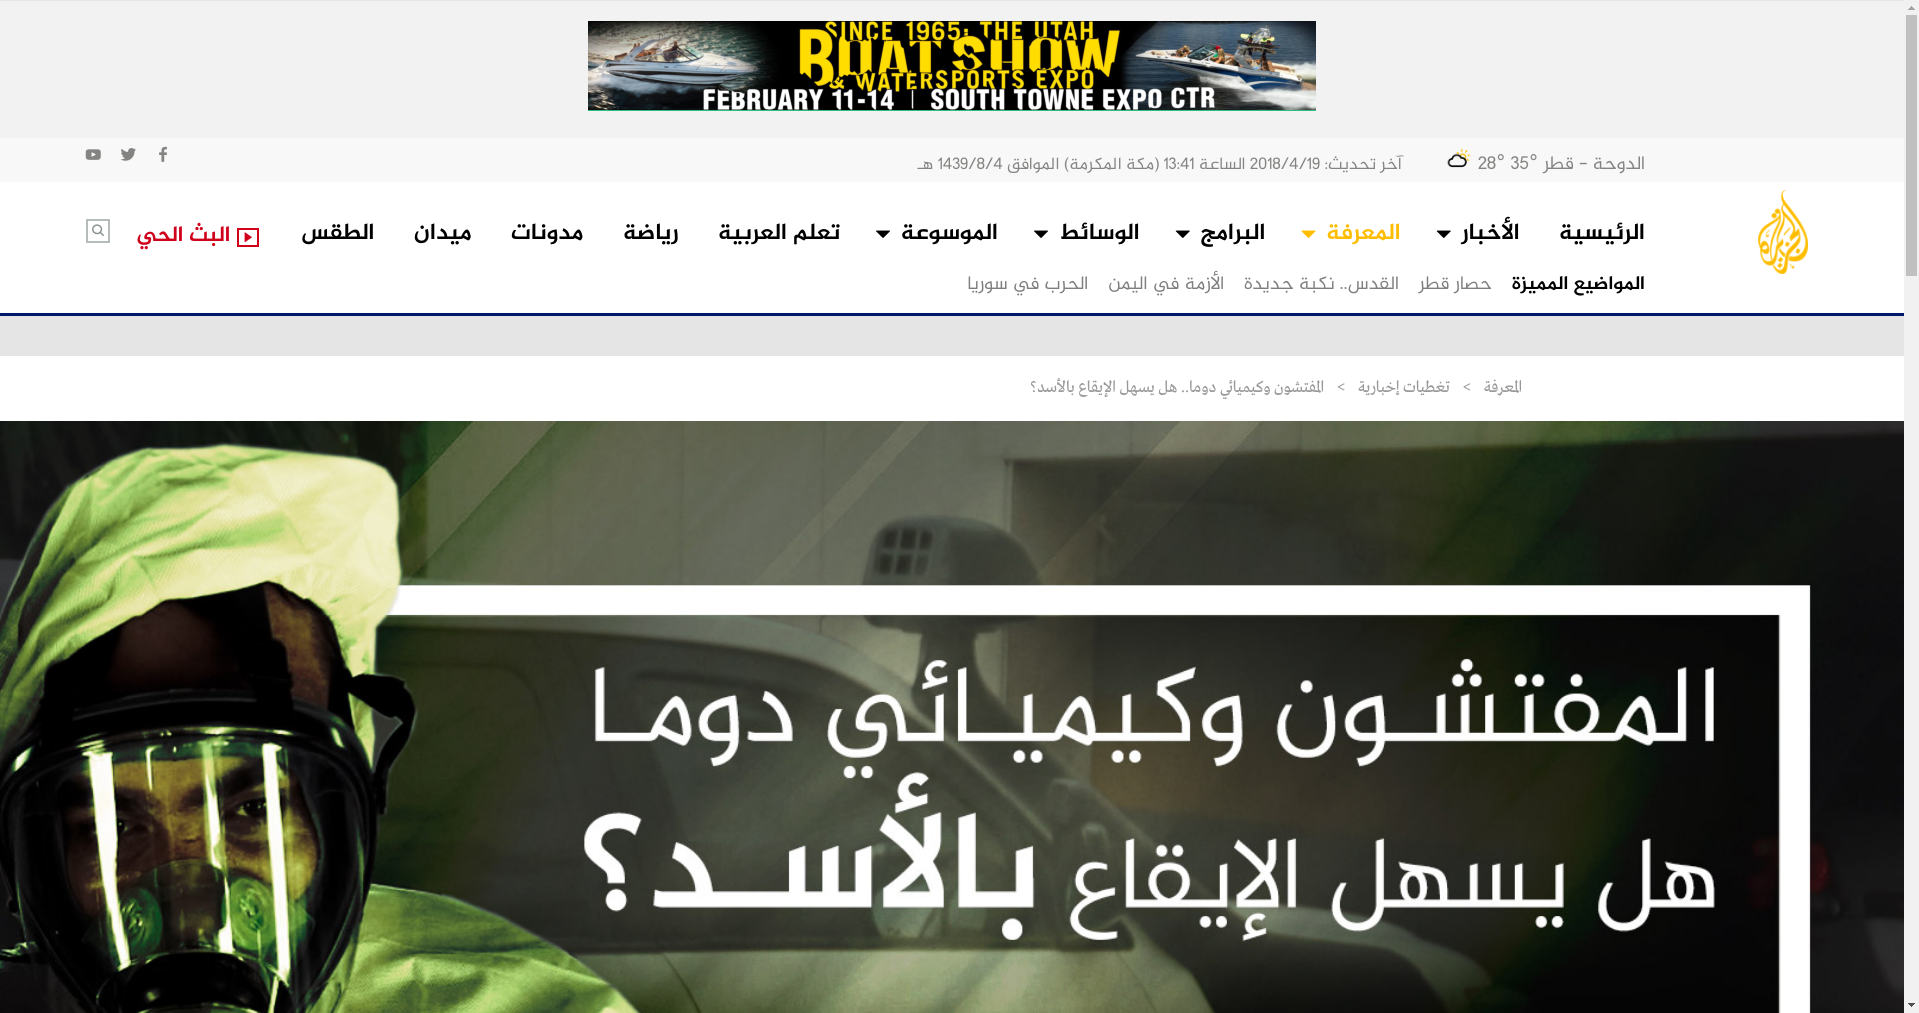 SINCE 1965: THE UTAH
BOAT SHOW
& WATERSPORTS EXPO
FEBRUARY 11-14 | SOUTH TOWNE EXPO CTR
الدوحة - قطر 35° 28°
آخر تحديث: 2018/4/19 الساعة 13:41 (مكة المكرمة) الموافق 1439/8/4 هـ
الرئيسية الأخبار المعرفة البرامج الوسائط الموسوعة تعلم العربية رياضة مدونات ميدان الطقس البث الحي
المواضيع المميزة حصار قطر القدس.. نكبة جديدة الأزمة في اليمن الحرب في سوريا
المعرفة > تغطيات إخبارية > المفتشون وكيميائي دوما.. هل يسهل الإيقاع بالأسد؟
الجزيرة
المفتشون وكيميائي دوما
هل يسهل الإيقاع بالأسد؟